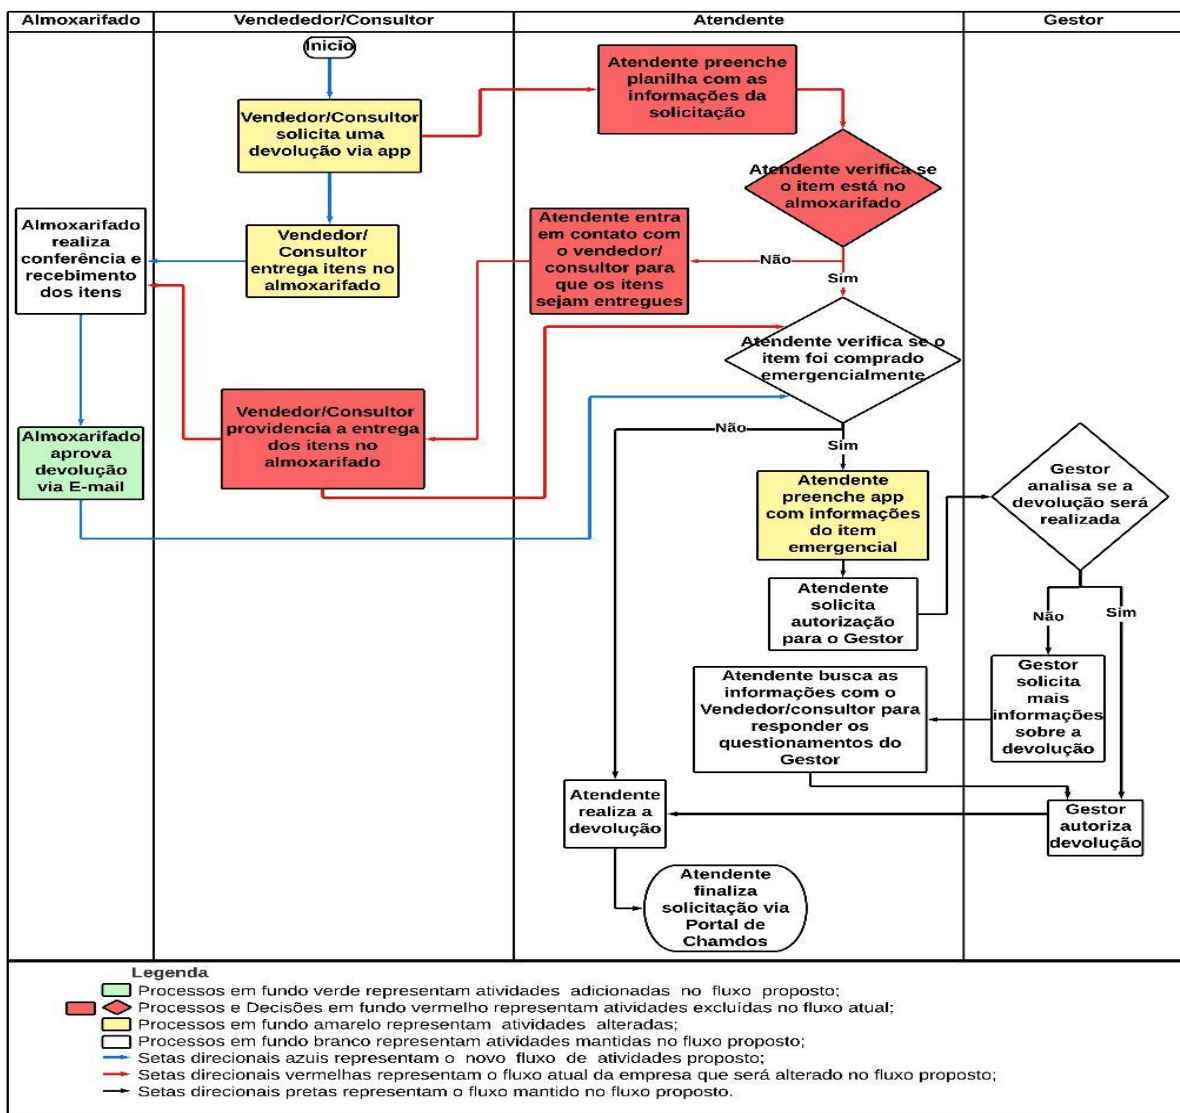 Almoxarifado
Vendededor/Consultor
Atendente
Gestor
Inicio
Vendedor/Consultor
solicita uma
devolução via app
Atendente preenche
planilha com as
informações da
solicitação
Atendente verifica se
o item está no
almoxarifado
Almoxarifado
realiza
conferência e
recebimento
dos itens
Vendedor/
Consultor
entrega itens no
almoxarifado
Atendente entra
em contato com
o vendedor/
consultor para
que os itens
sejam entregues
Não
Sim
Atendente verifica se o
item foi comprado
emergencialmente
Vendedor/Consultor
providencia a entrega
dos itens no
almoxarifado
Almoxarifado
aprova
devolução
via E-mail
Não
Sim
Atendente
preenche app
com informações
do item
emergencial
Gestor
analisa se a
devolução será
realizada
Atendente
solicita
autorização
para o Gestor
Não
Sim
Atendente busca as
informações com o
Vendedor/consultor para
responder os
questionamentos do
Gestor
Gestor
solicita
mais
informações
sobre a
devolução
Atendente
realiza a
devolução
Gestor
autoriza
devolução
Atendente
finaliza
solicitação via
Portal de
Chamdos
Legenda
Processos em fundo verde representam atividades adicionadas no fluxo proposto;
Processos e Decisões em fundo vermelho representam atividades excluídas no fluxo atual;
Processos em fundo amarelo representam atividades alteradas;
Processos em fundo branco representam atividades mantidas no fluxo proposto;
Setas direcionais azuis representam o novo fluxo de atividades proposto;
Setas direcionais vermelhas representam o fluxo atual da empresa que será alterado no fluxo proposto;
Setas direcionais pretas representam o fluxo mantido no fluxo proposto.